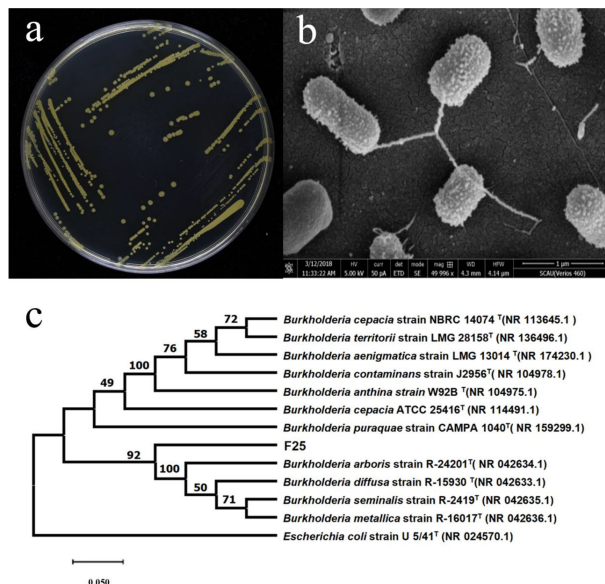 a
b
3/12/2018 HV curr det mode mag WD HFW 1 µm
11:33:22 AM 5.00 kV 50 pA ETD SE 49 996 x 4.3 mm 4.14 µm SCAU(Verios 460)
c
72 Burkholderia cepacia strain NBRC 14074 T(NR 113645.1 )
58 Burkholderia territorii strain LMG 28158T (NR 136496.1)
76 Burkholderia aenigmatica strain LMG 13014 T(NR 174230.1 )
100 Burkholderia contaminans strain J2956T( NR 104978.1)
49 Burkholderia anthina strain W92B T(NR 104975.1)
Burkholderia cepacia ATCC 25416T( NR 114491.1)
Burkholderia puraquae strain CAMPA 1040T( NR 159299.1)
92 F25
100 Burkholderia arboris strain R-24201T( NR 042634.1)
50 Burkholderia diffusa strain R-15930 T(NR 042633.1)
71 Burkholderia seminalis strain R-2419T( NR 042635.1)
Burkholderia metallica strain R-16017T( NR 042636.1)
Escherichia coli strain U 5/41T (NR 024570.1)
0.050